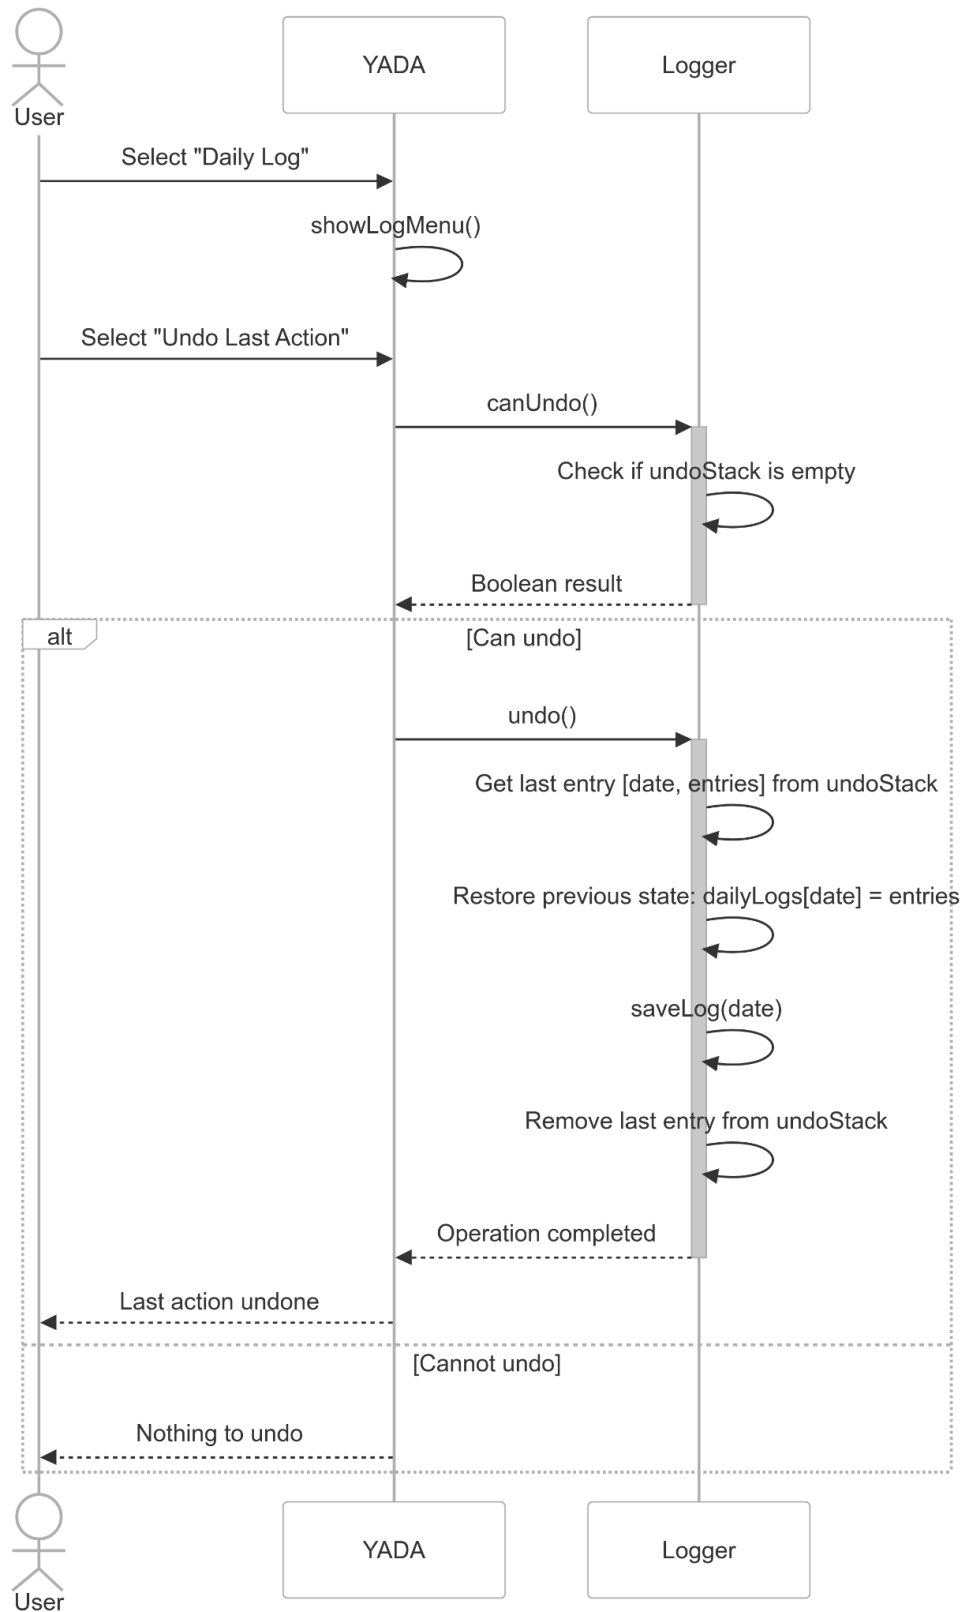 User
YADA
Logger
Select "Daily Log"
showLogMenu()
Select "Undo Last Action"
canUndo()
Check if undoStack is empty
Boolean result
alt
[Can undo]
undo()
Get last entry [date, entries] from undoStack
Restore previous state: dailyLogs[date] = entries
saveLog(date)
Remove last entry from undoStack
Operation completed
Last action undone
[Cannot undo]
Nothing to undo
User
YADA
Logger